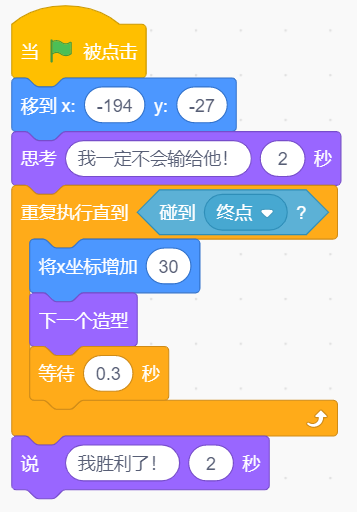 当 被点击
移到 x: -194 y: -27
思考 我一定不会输给他！ 2 秒
重复执行直到 碰到 终点 ?
将x坐标增加 30
下一个造型
等待 0.3 秒
说 我胜利了！ 2 秒